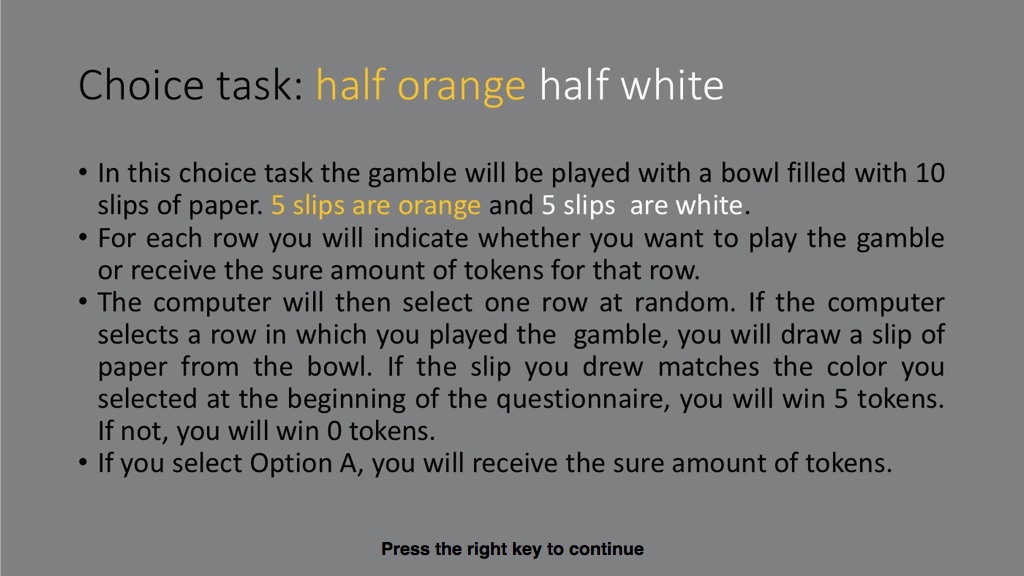 Choice task: half orange half white
• In this choice task the gamble will be played with a bowl filled with 10
slips of paper. 5 slips are orange and 5 slips  are white.
• For each row you will indicate whether you want to play the gamble
or receive the sure amount of tokens for that row.
• The computer will then select one row at random. If the computer
selects a row in which you played the  gamble, you will draw a slip of
paper from the bowl. If the slip you drew matches the color you
selected at the beginning of the questionnaire, you will win 5 tokens.
If not, you will win 0 tokens.
• If you select Option A, you will receive the sure amount of tokens.
Press the right key to continue